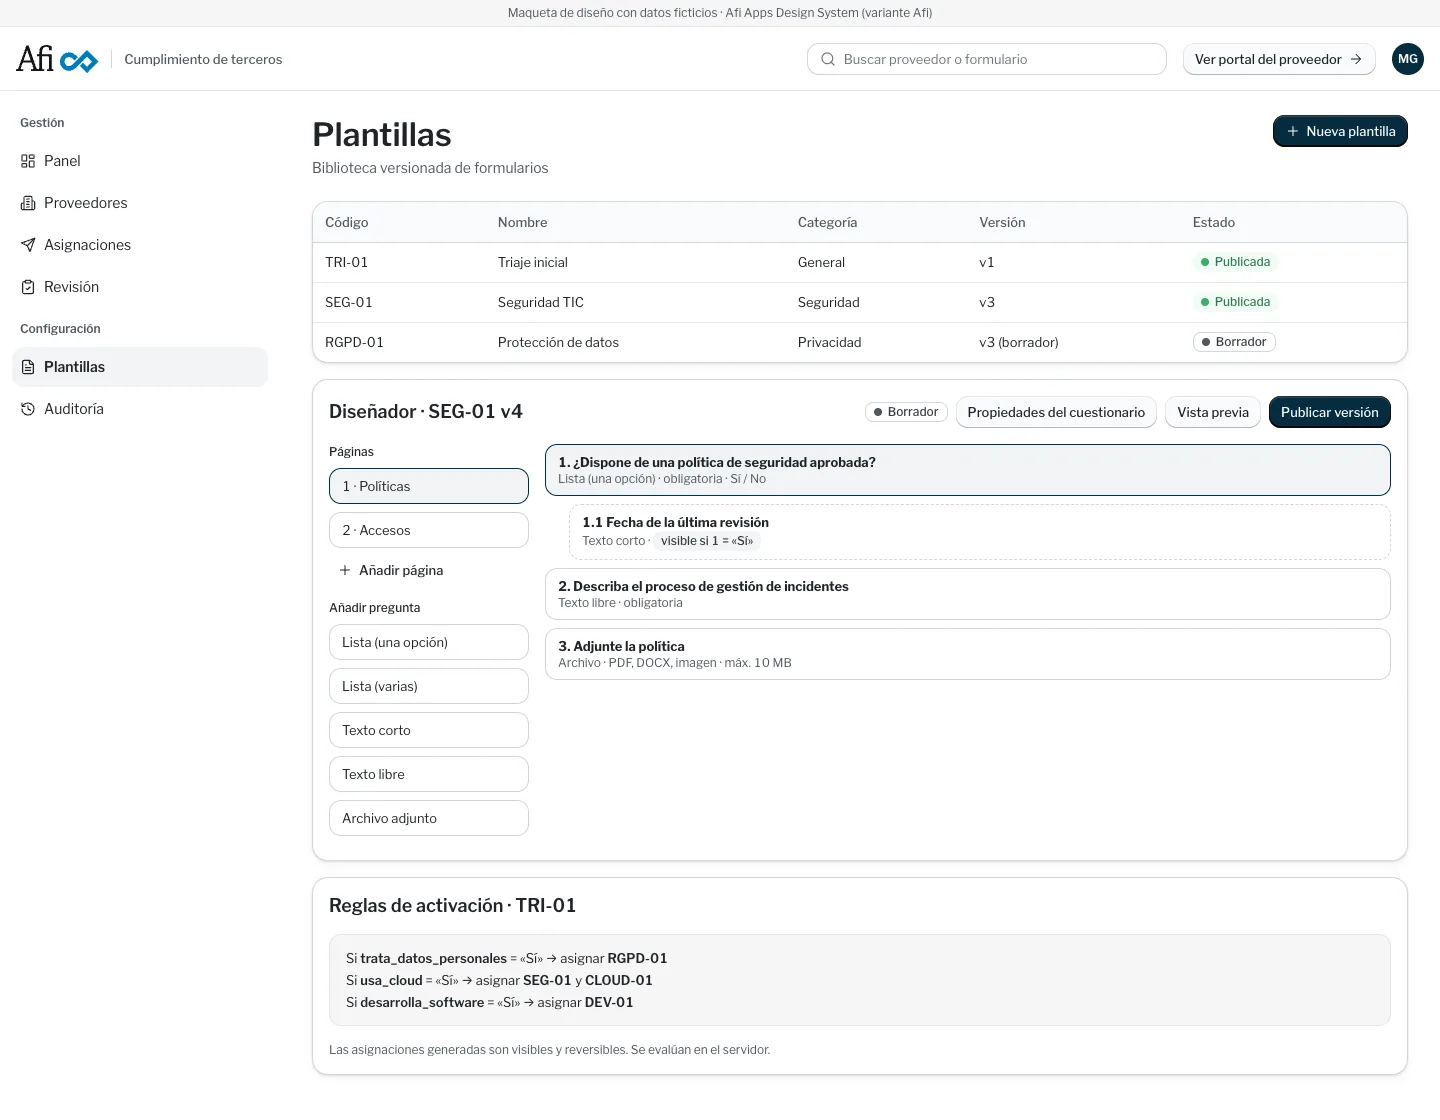 Maqueta de diseño con datos ficticios · Afi Apps Design System (variante Afi)
Afi
Cumplimiento de terceros
Buscar proveedor o formulario
Ver portal del proveedor →
MG
Gestión
Panel
Proveedores
Asignaciones
Revisión
Configuración
Plantillas
Auditoría
Plantillas
Biblioteca versionada de formularios
+ Nueva plantilla
Código Nombre Categoría Versión Estado
TRI-01 Triaje inicial General v1 Publicada
SEG-01 Seguridad TIC Seguridad v3 Publicada
RGPD-01 Protección de datos Privacidad v3 (borrador) Borrador
Diseñador · SEG-01 v4
Borrador
Propiedades del cuestionario
Vista previa
Publicar versión
Páginas
1 · Políticas
2 · Accesos
+ Añadir página
Añadir pregunta
Lista (una opción)
Lista (varias)
Texto corto
Texto libre
Archivo adjunto
1. ¿Dispone de una política de seguridad aprobada?
Lista (una opción) · obligatoria · Sí / No
1.1 Fecha de la última revisión
Texto corto · visible si 1 = «Sí»
2. Describa el proceso de gestión de incidentes
Texto libre · obligatoria
3. Adjunte la política
Archivo · PDF, DOCX, imagen · máx. 10 MB
Reglas de activación · TRI-01
Si trata_datos_personales = «Sí» → asignar RGPD-01
Si usa_cloud = «Sí» → asignar SEG-01 y CLOUD-01
Si desarrolla_software = «Sí» → asignar DEV-01
Las asignaciones generadas son visibles y reversibles. Se evalúan en el servidor.